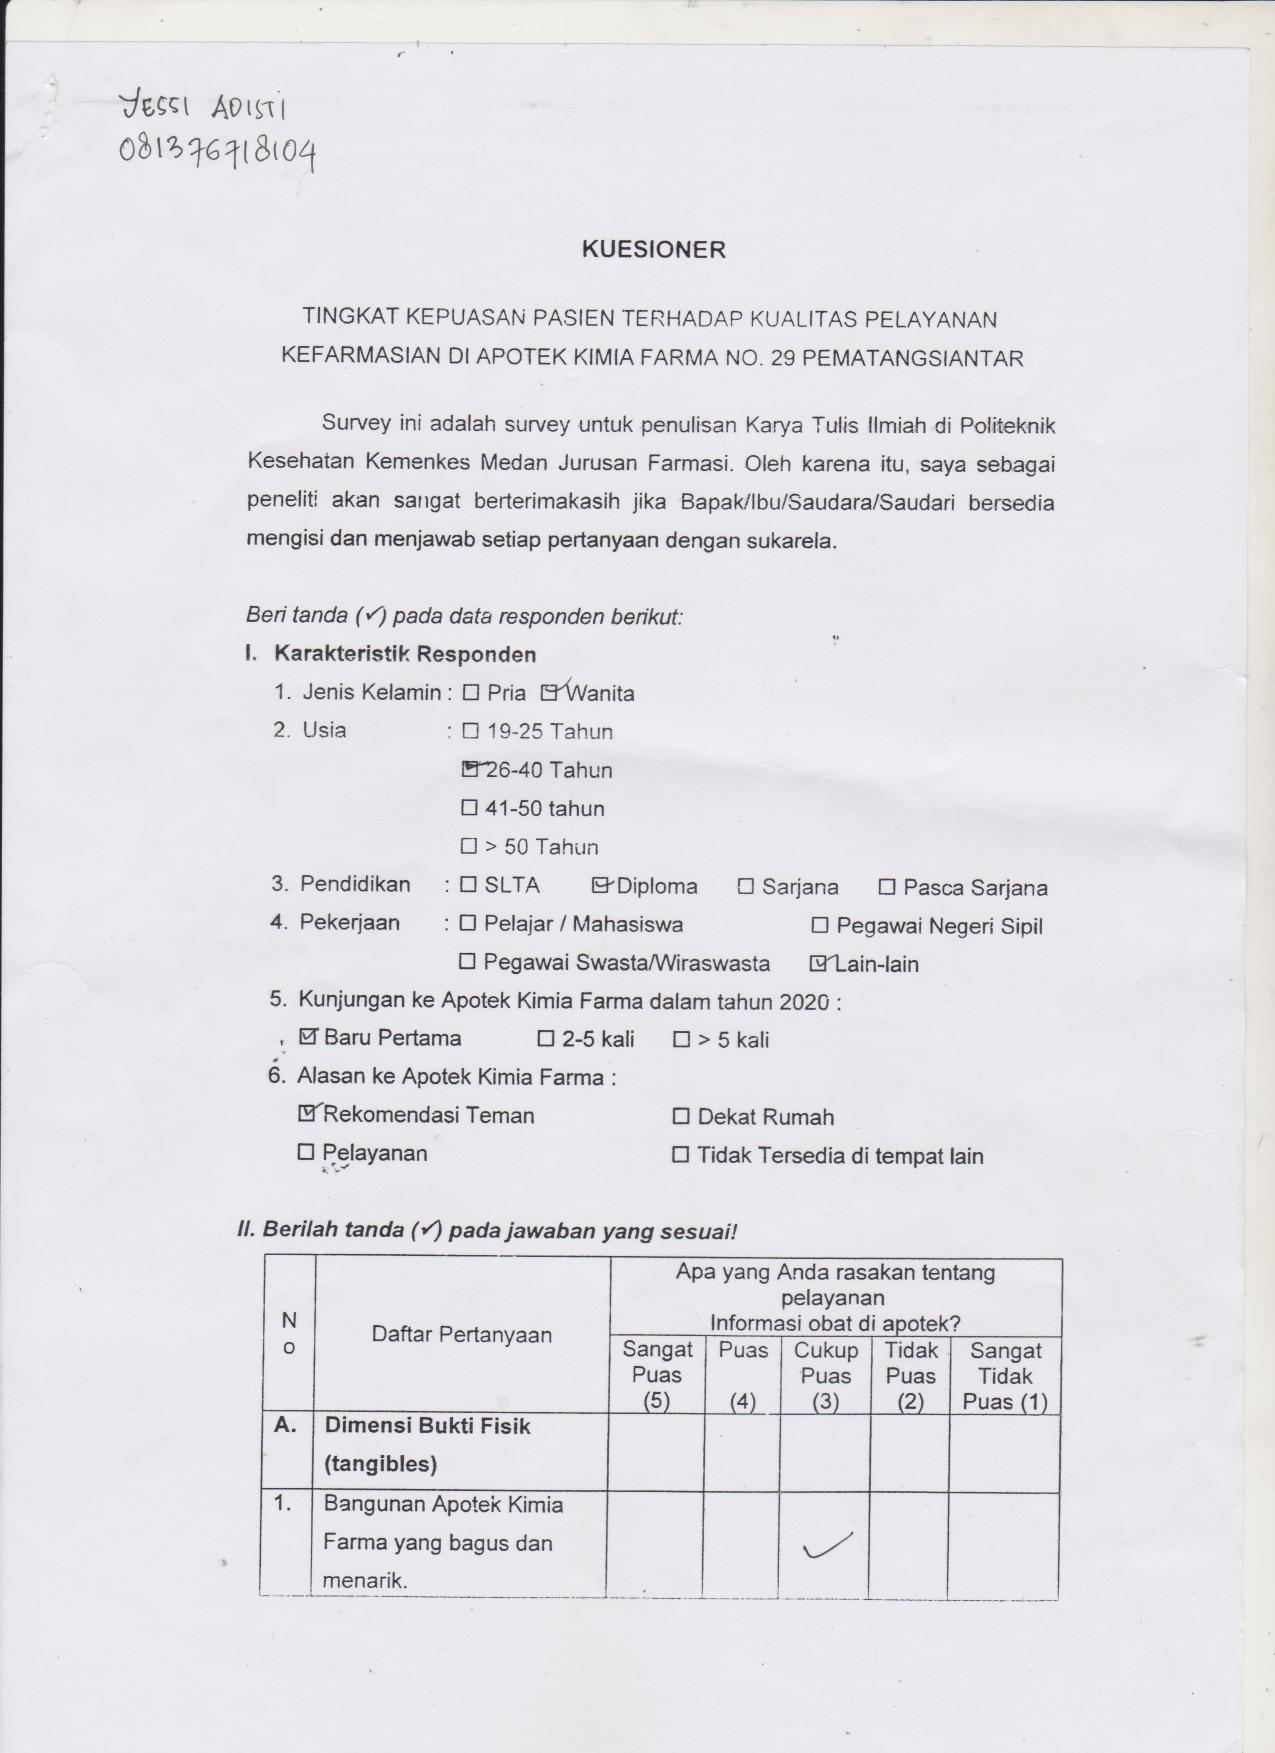 YESSI ADISTI
081376718104
KUESIONER
TINGKAT KEPUASAN PASIEN TERHADAP KUALITAS PELAYANAN
KEFARMASIAN DI APOTEK KIMIA FARMA NO. 29 PEMATANGSIANTAR
Survey ini adalah survey untuk penulisan Karya Tulis Ilmiah di Politeknik
Kesehatan Kemenkes Medan Jurusan Farmasi. Oleh karena itu, saya sebagai
peneliti akan sangat berterimakasih jika Bapak/Ibu/Saudara/Saudari bersedia
mengisi dan menjawab setiap pertanyaan dengan sukarela.
Beri tanda (✓) pada data responden berikut:
I. Karakteristik Responden
1. Jenis Kelamin : ☐ Pria ☑ Wanita
2. Usia : ☐ 19-25 Tahun
☑ 26-40 Tahun
☐ 41-50 tahun
☐ > 50 Tahun
3. Pendidikan : ☐ SLTA ☑ Diploma ☐ Sarjana ☐ Pasca Sarjana
4. Pekerjaan : ☐ Pelajar / Mahasiswa ☐ Pegawai Negeri Sipil
☐ Pegawai Swasta/Wiraswasta ☑ Lain-lain
5. Kunjungan ke Apotek Kimia Farma dalam tahun 2020 :
☑ Baru Pertama ☐ 2-5 kali ☐ > 5 kali
6. Alasan ke Apotek Kimia Farma :
☑ Rekomendasi Teman ☐ Dekat Rumah
☐ Pelayanan ☐ Tidak Tersedia di tempat lain
II. Berilah tanda (✓) pada jawaban yang sesuai!
N
o
Daftar Pertanyaan
Apa yang Anda rasakan tentang
pelayanan
Informasi obat di apotek?
Sangat Puas (5)
Puas (4)
Cukup Puas (3)
Tidak Puas (2)
Sangat Tidak Puas (1)
A. Dimensi Bukti Fisik
(tangibles)
1. Bangunan Apotek Kimia
Farma yang bagus dan ✓
menarik.